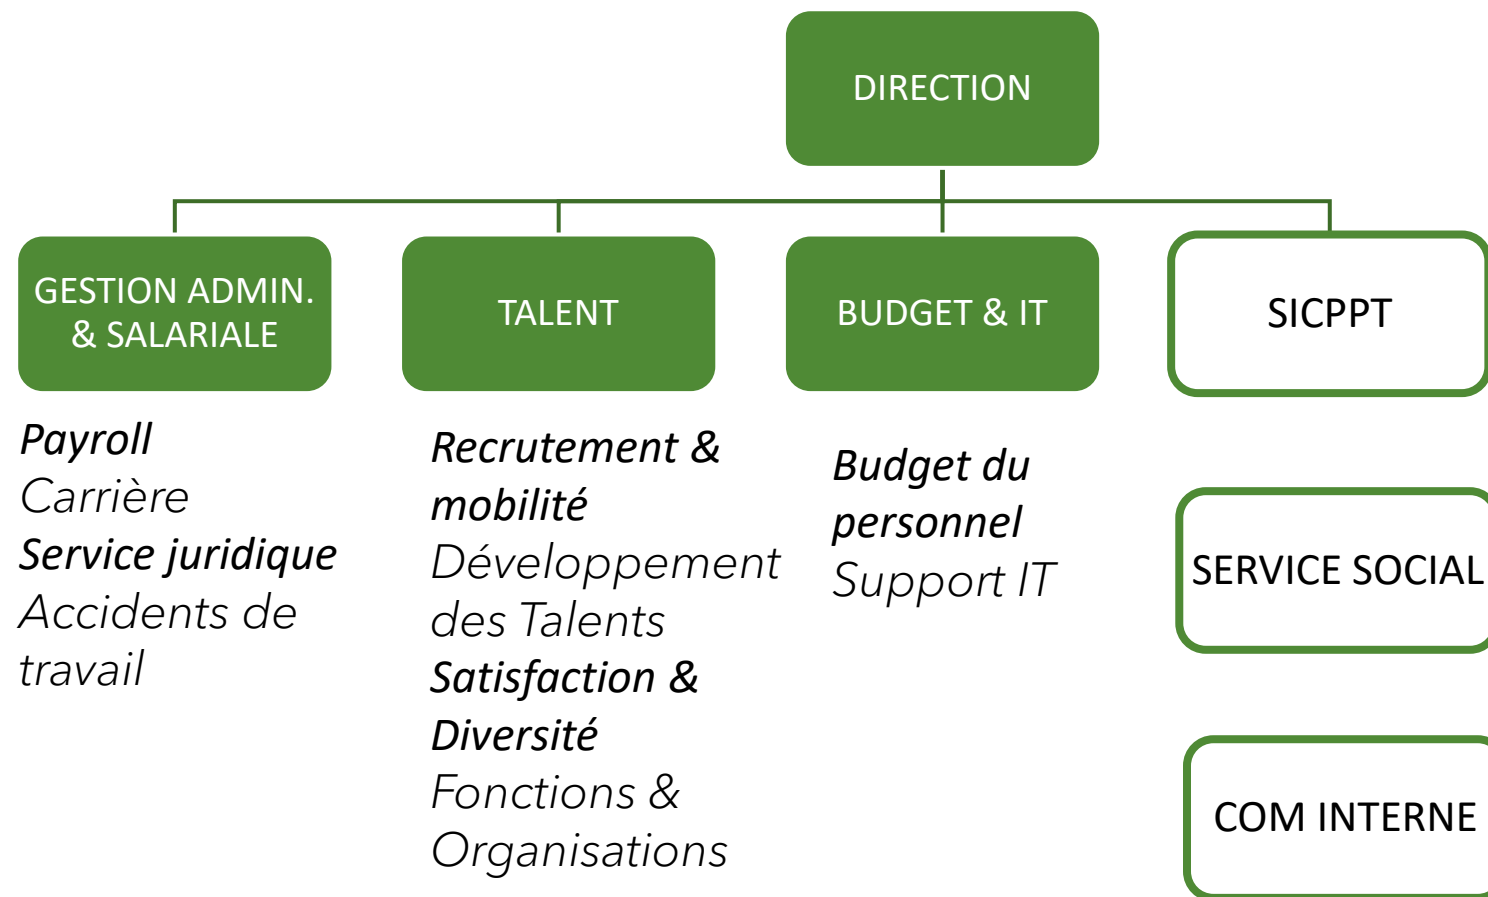 DIRECTION
GESTION ADMIN.
& SALARIALE
TALENT
BUDGET & IT
SICPPT
Payroll
Carrière
Service juridique
Accidents de
travail
Recrutement &
mobilité
Développement
des Talents
Satisfaction &
Diversité
Fonctions &
Organisations
Budget du
personnel
Support IT
SERVICE SOCIAL
COM INTERNE